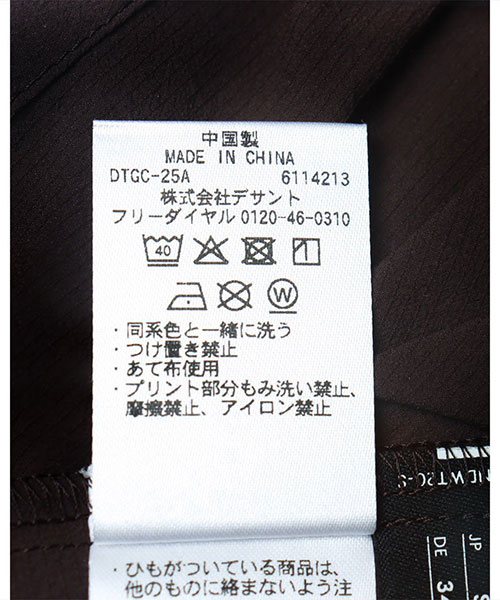 中国製
MADE IN CHINA
DTGC-25A 6114213
株式会社デサント
フリーダイヤル 0120-46-0310
40
W
・同系色と一緒に洗う
・つけ置き禁止
・あて布使用
・プリント部分もみ洗い禁止、
摩擦禁止、アイロン禁止
・ひもがついている商品は、
他のものに絡まないよう注
JP
DE 34